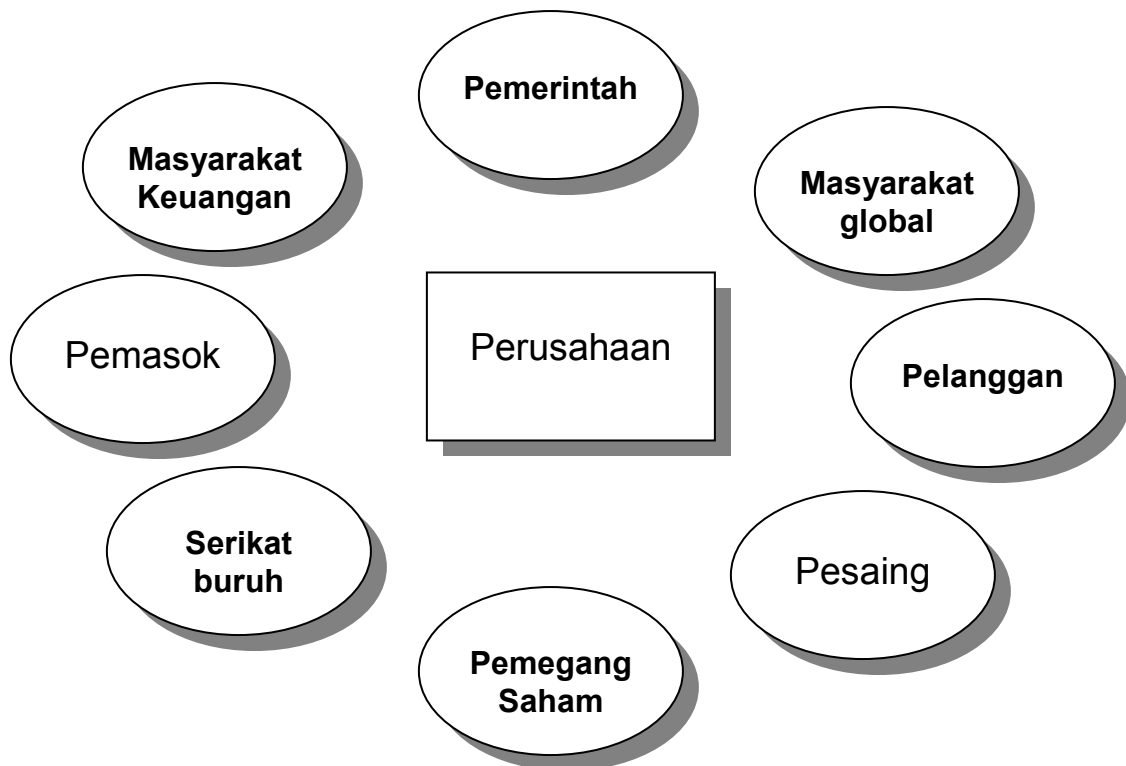 Pemerintah
Masyarakat
Keuangan
Masyarakat
global
Pemasok
Perusahaan
Pelanggan
Serikat
buruh
Pesaing
Pemegang
Saham